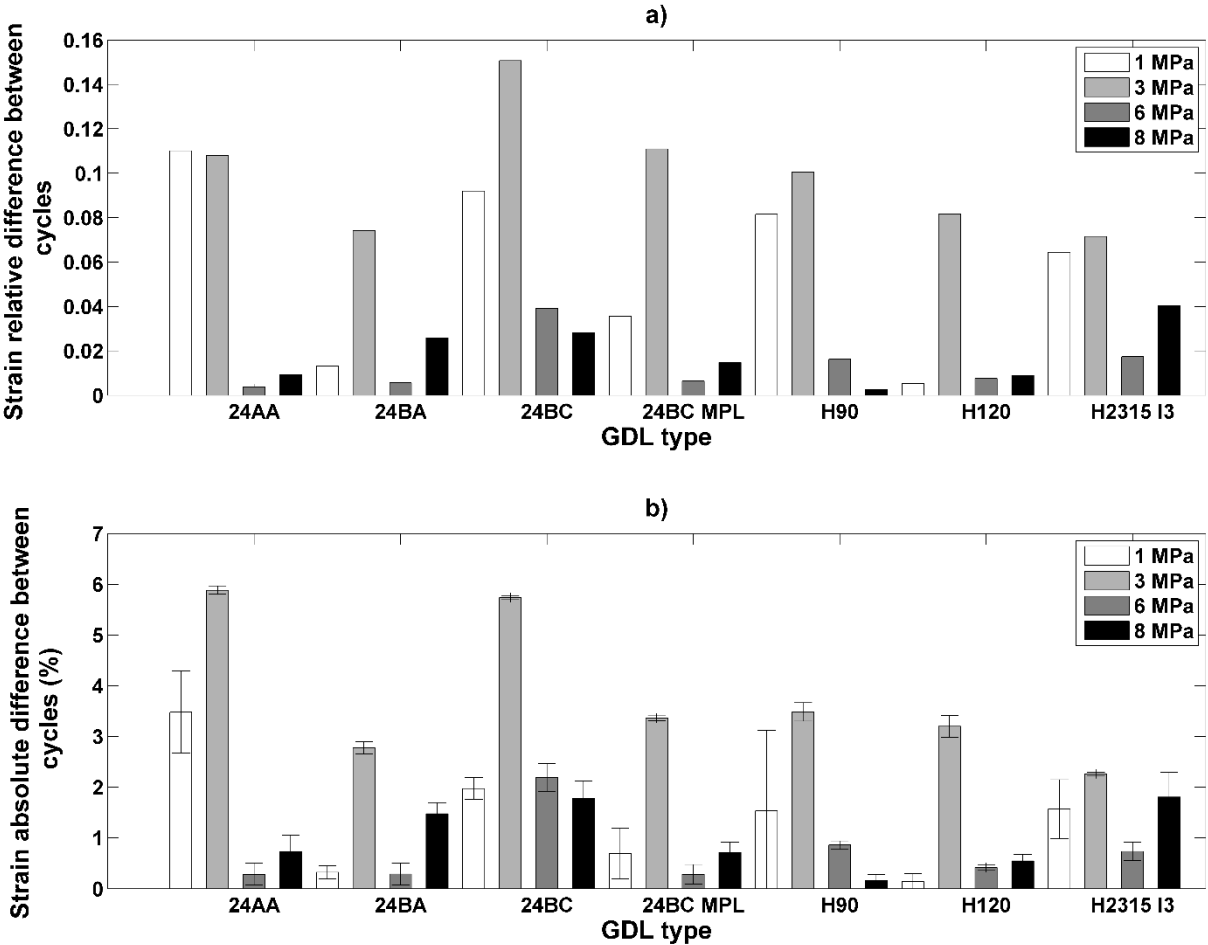 a)
Strain relative difference between
cycles
0.16
0.14
0.12
0.1
0.08
0.06
0.04
0.02
0
1 MPa
3 MPa
6 MPa
8 MPa
24AA 24BA 24BC 24BC MPL H90 H120 H2315 I3
GDL type
b)
Strain absolute difference between
cycles (%)
7
6
5
4
3
2
1
0
1 MPa
3 MPa
6 MPa
8 MPa
24AA 24BA 24BC 24BC MPL H90 H120 H2315 I3
GDL type